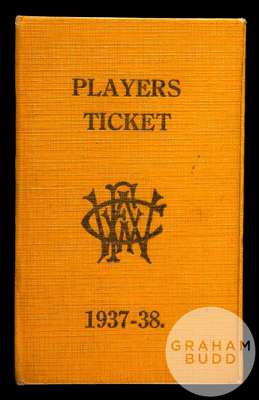 PLAYERS
TICKET
1937-38.
GRAHAM
BUDD